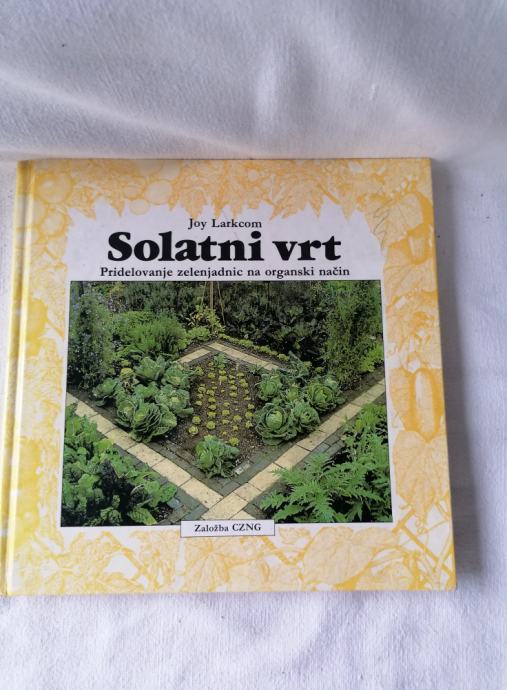 Joy Larkcom
Solatni vrt
Pridelovanje zelenjadnic na organski način
Založba CZNG